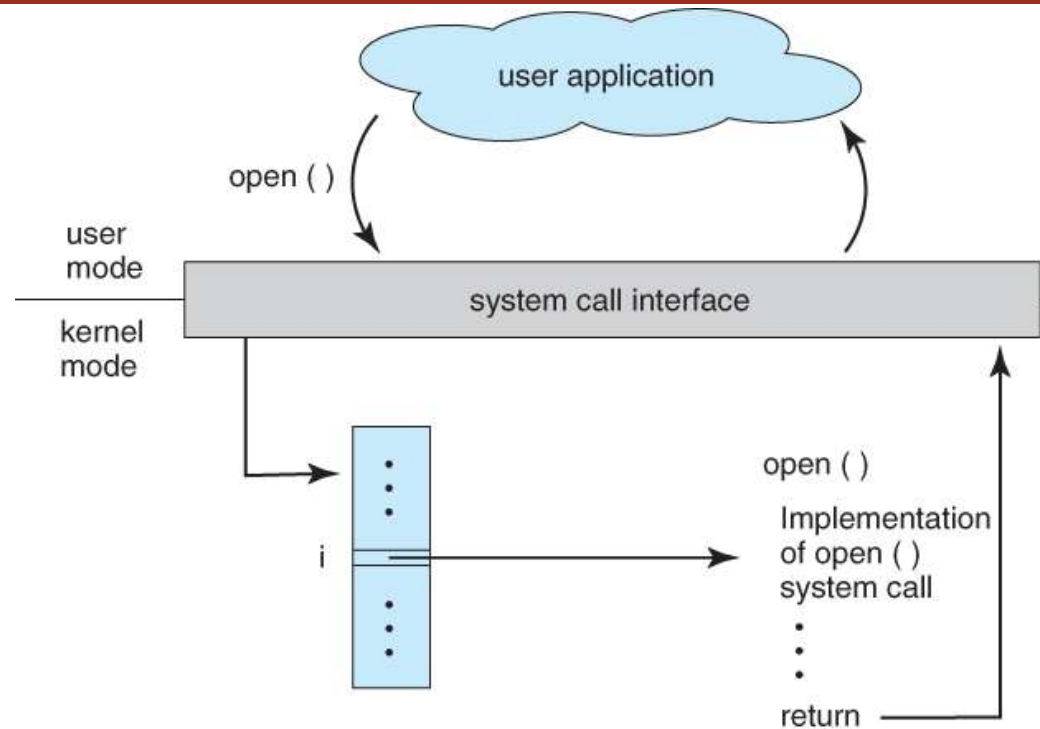 user application
open ( )
user
mode
system call interface
kernel
mode
open ( )
Implementation
of open ( )
system call
i
return